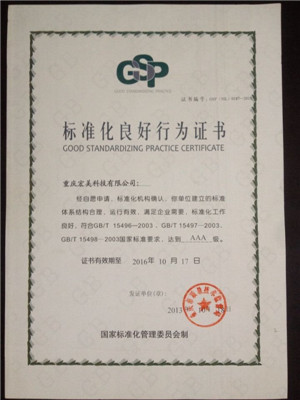 GSP
GOOD STANDARDIZING PRACTICE
标准化良好行为证书
GOOD STANDARDIZING PRACTICE CERTIFICATE
重庆宏美科技有限公司：
经自愿申请、标准化机构确认，你单位建立的标准
体系结构合理、运行有效、满足企业需要，标准化工作
良好，符合GB/T 15496—2003 、GB/T 15497—2003、
GB/T 15498—2003国家标准要求，达到 AAA 级。
证书有效期至 2016年 10 月 17 日
发证单位(章)：
2013
国家标准化管理委员会制